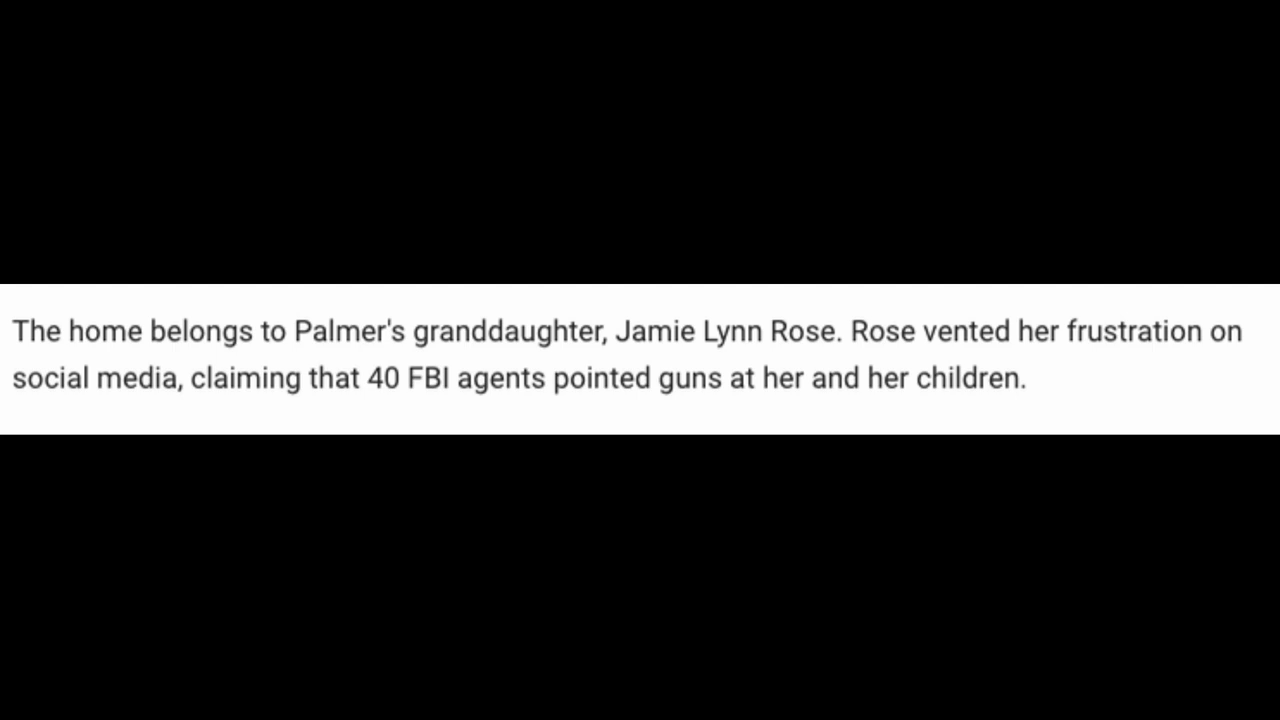 The home belongs to Palmer's granddaughter, Jamie Lynn Rose. Rose vented her frustration on
social media, claiming that 40 FBI agents pointed guns at her and her children.